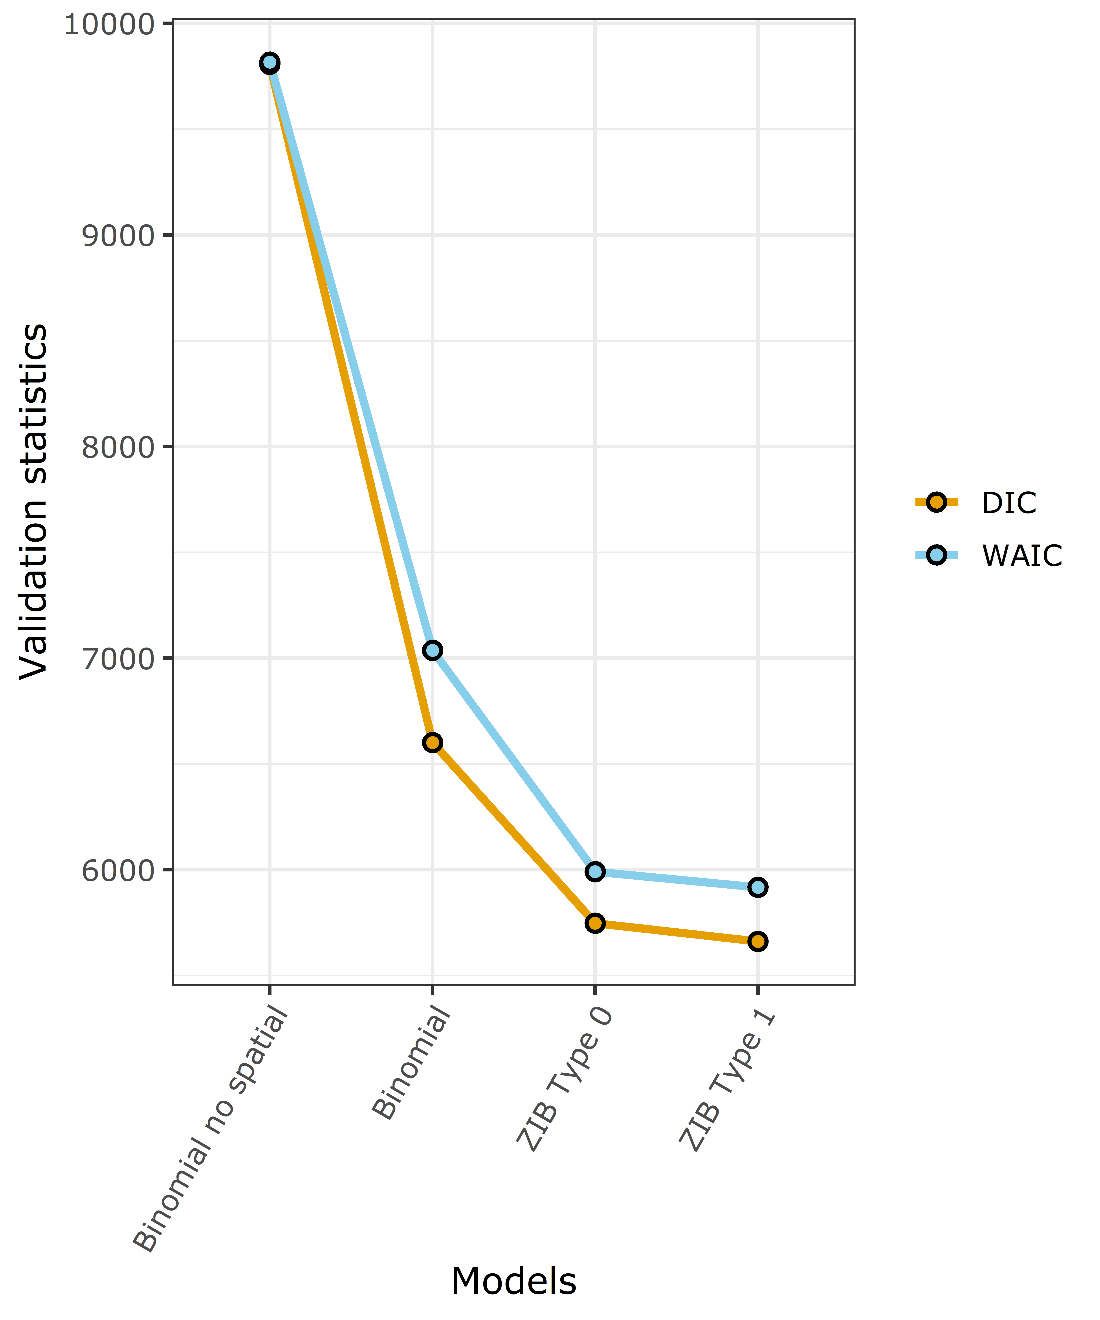 Validation statistics
10000
9000
8000
7000
6000
Binomial no spatial
Binomial
ZIB Type 0
ZIB Type 1
Models
DIC
WAIC